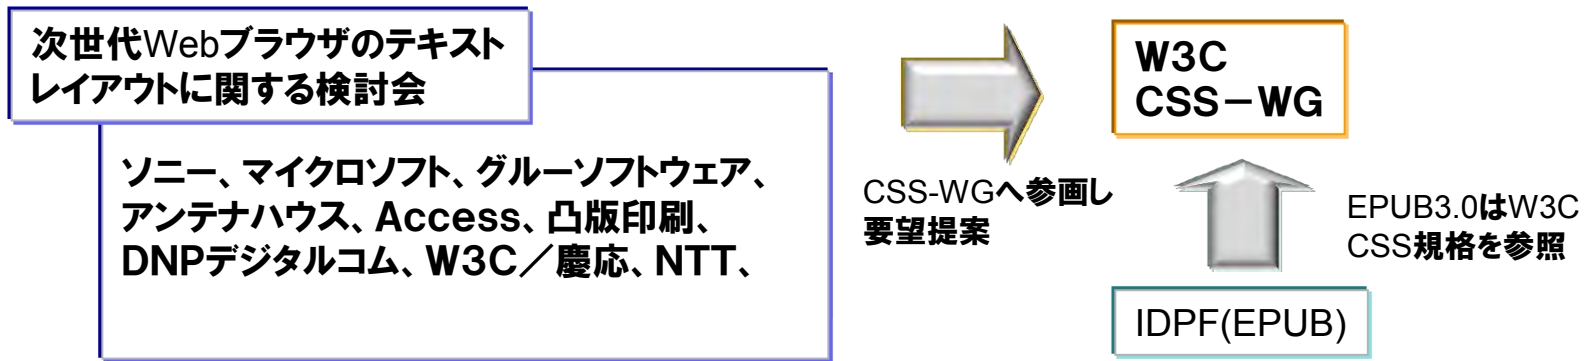 次世代Webブラウザのテキスト
レイアウトに関する検討会
ソニー、マイクロソフト、グルーソフトウェア、
アンテナハウス、Access、凸版印刷、
DNPデジタルコム、W3C／慶応、NTT、
CSS-WGへ参画し
要望提案
W3C
CSS－WG
EPUB3.0はW3C
CSS規格を参照
IDPF(EPUB)